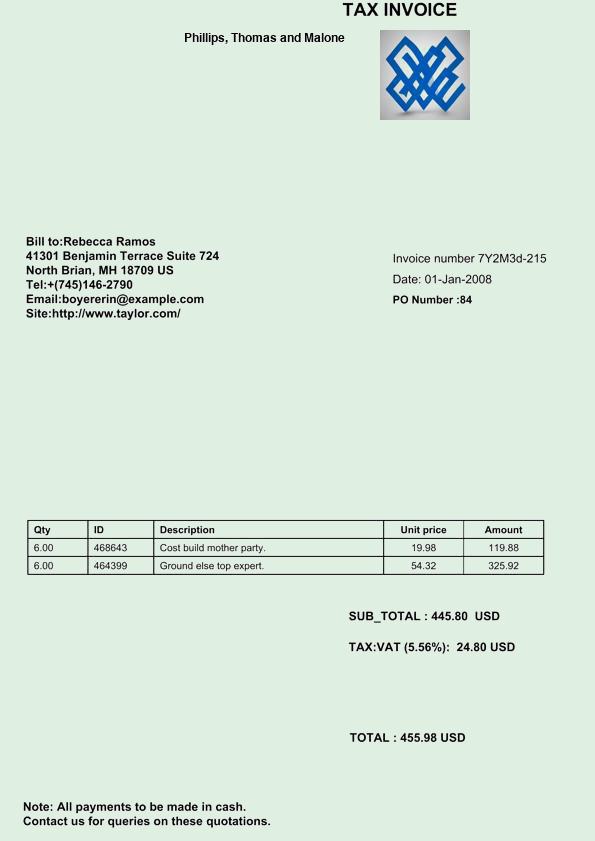 TAX INVOICE
Phillips, Thomas and Malone
Bill to:Rebecca Ramos
41301 Benjamin Terrace Suite 724
North Brian, MH 18709 US
Tel:+(745)146-2790
Email:boyererin@example.com
Site:http://www.taylor.com/
Invoice number 7Y2M3d-215
Date: 01-Jan-2008
PO Number :84
Qty ID Description Unit price Amount
6.00 468643 Cost build mother party. 19.98 119.88
6.00 464399 Ground else top expert. 54.32 325.92
SUB_TOTAL : 445.80 USD
TAX:VAT (5.56%): 24.80 USD
TOTAL : 455.98 USD
Note: All payments to be made in cash.
Contact us for queries on these quotations.